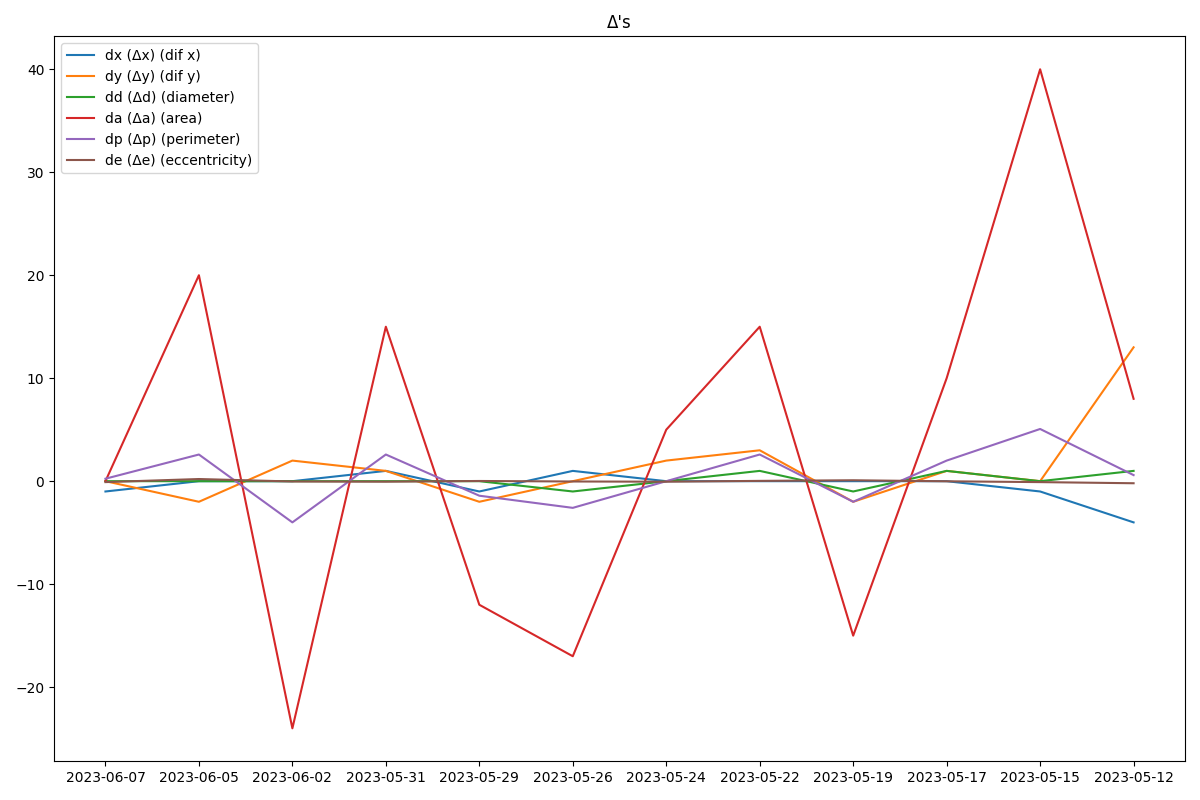 Δ's
dx (Δx) (dif x)
dy (Δy) (dif y)
dd (Δd) (diameter)
da (Δa) (area)
dp (Δp) (perimeter)
de (Δe) (eccentricity)
40
30
20
10
0
−10
−20
2023-06-07 2023-06-05 2023-06-02 2023-05-31 2023-05-29 2023-05-26 2023-05-24 2023-05-22 2023-05-19 2023-05-17 2023-05-15 2023-05-12